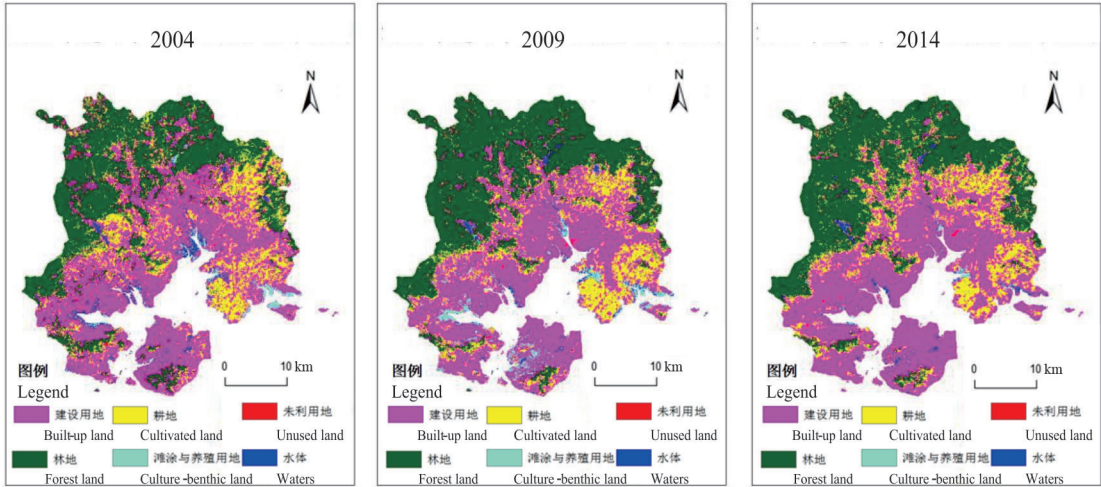 2004
N
0 10 km
图例
Legend
建设用地 耕地 未利用地
Built-up land Cultivated land Unused land
林地 滩涂与养殖用地 水体
Forest land Culture -benthic land Waters
2009
N
0 10 km
图例
Legend
建设用地 耕地 未利用地
Built-up land Cultivated land Unused land
林地 滩涂与养殖用地 水体
Forest land Culture -benthic land Waters
2014
N
0 10 km
图例
Legend
建设用地 耕地 未利用地
Built-up land Cultivated land Unused land
林地 滩涂与养殖用地 水体
Forest land Culture -benthic land Waters